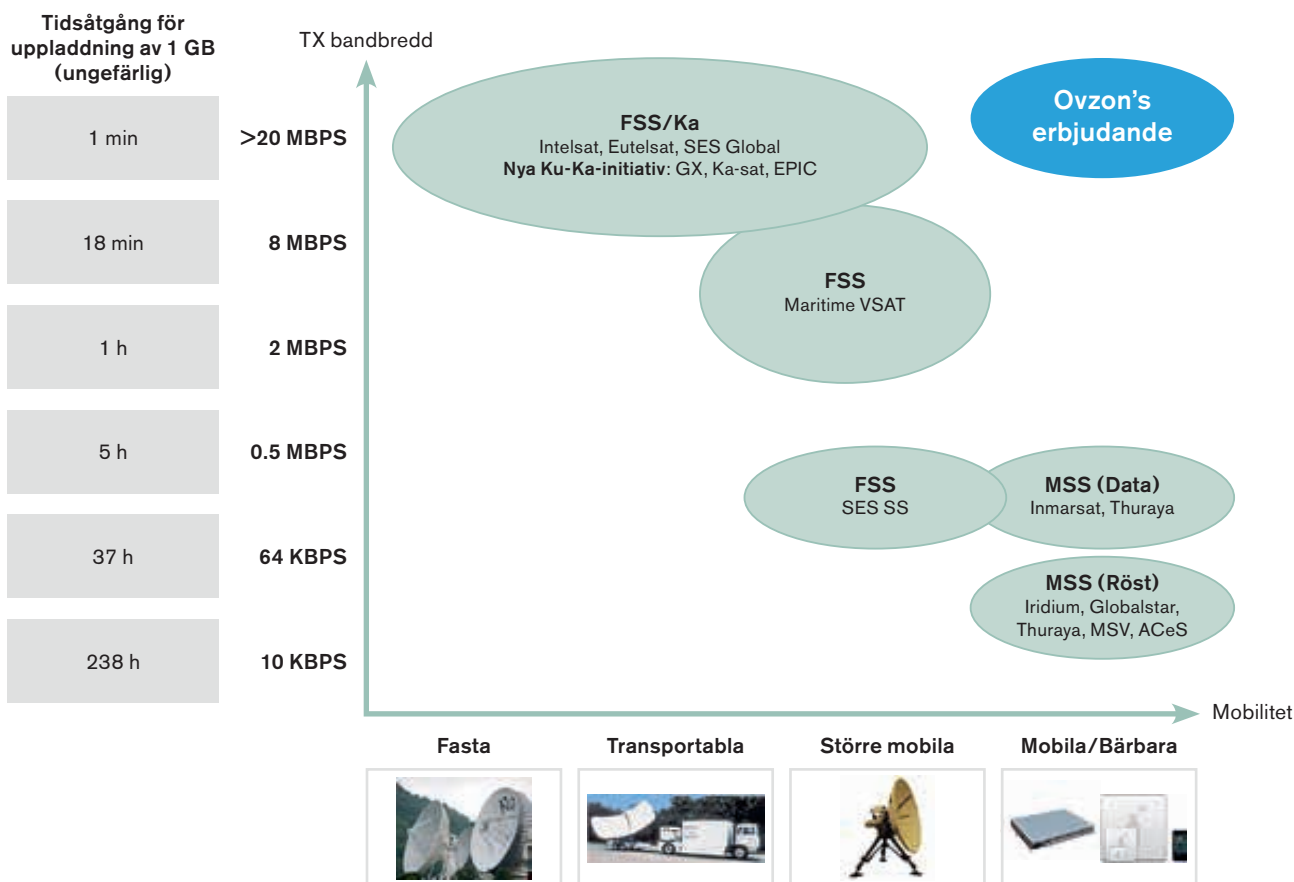 Tidsåtgång för
uppladdning av 1 GB
(ungefärlig)
TX bandbredd
1 min
>20 MBPS
18 min
8 MBPS
1 h
2 MBPS
5 h
0.5 MBPS
37 h
64 KBPS
238 h
10 KBPS
FSS/Ka
Intelsat, Eutelsat, SES Global
Nya Ku-Ka-initiativ: GX, Ka-sat, EPIC
Ovzon's
erbjudande
FSS
Maritime VSAT
FSS
SES SS
MSS (Data)
Inmarsat, Thuraya
MSS (Röst)
Iridium, Globalstar,
Thuraya, MSV, ACeS
Mobilitet
Fasta
Transportabla
Större mobila
Mobila/Bärbara